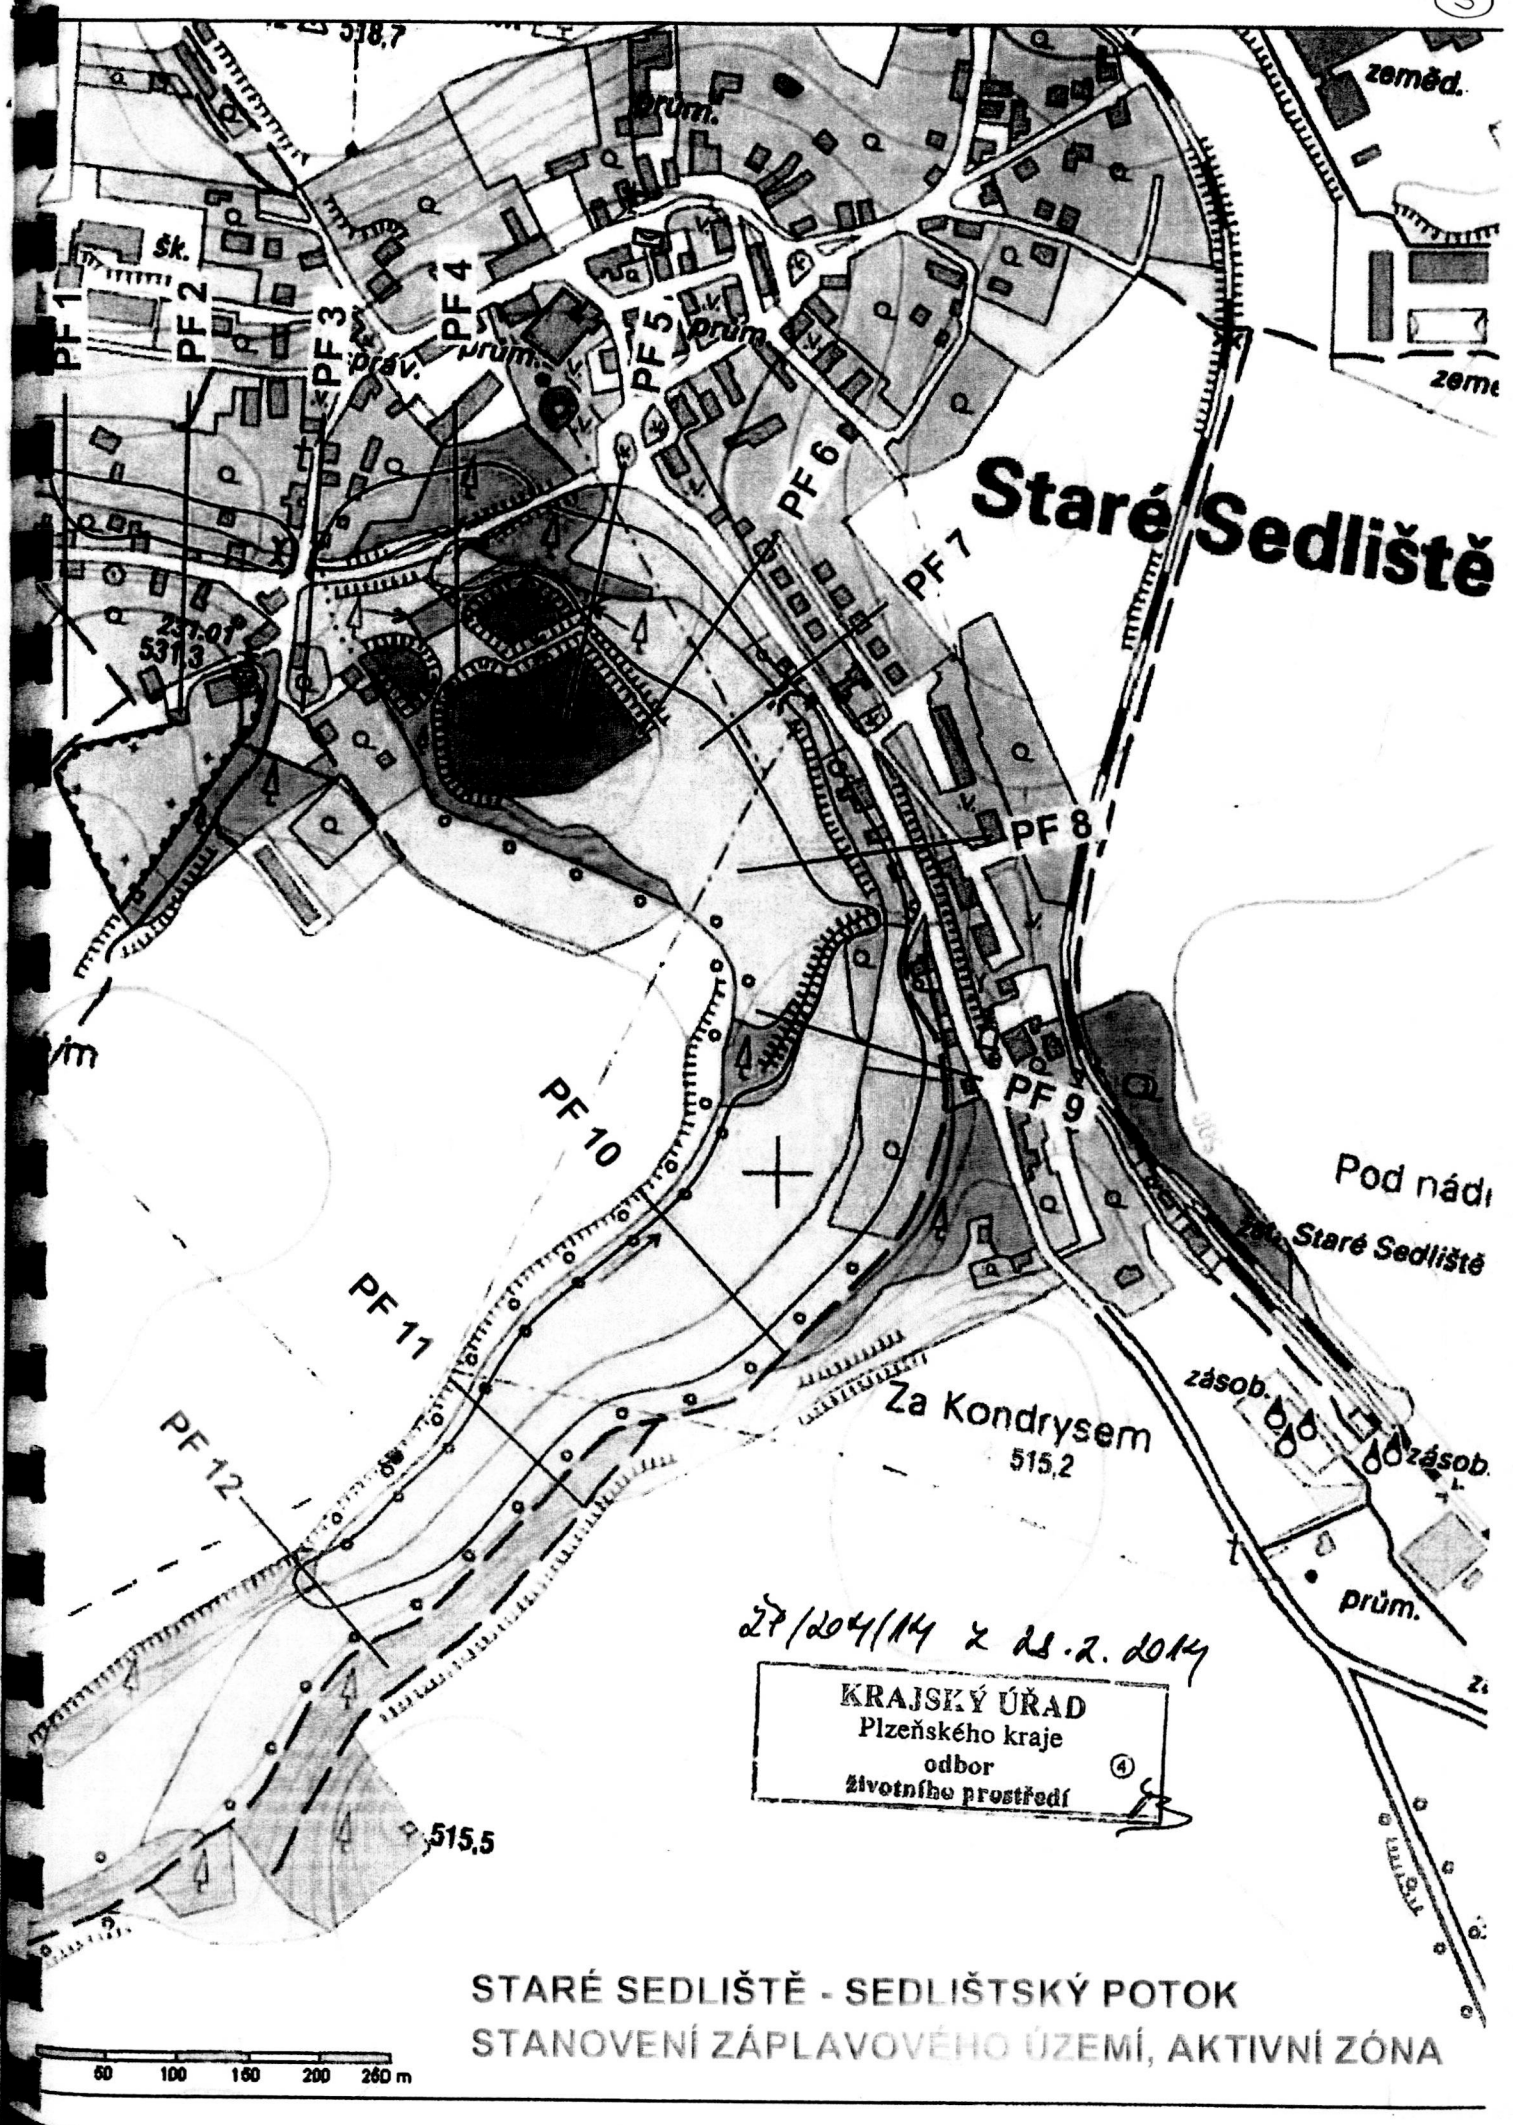 518,7
zeměd.
prům.
šk.
PF 1
PF 2
PF 3
PF 4
PF 5
práv.
prům.
prům.
zeme
Staré Sedliště
PF 6
PF 7
531,3
PF 8
PF 9
PF 10
Pod nádr
Staré Sedliště
PF 11
zásob.
Za Kondrysem
515,2
zásob.
PF 12
prům.
ŽP/204/14 z 28.2.2014
KRAJSKÝ ÚŘAD
Plzeňského kraje
odbor
životního prostředí
4
515,5
STARÉ SEDLIŠTĚ - SEDLIŠTSKÝ POTOK
STANOVENÍ ZÁPLAVOVÉHO ÚZEMÍ, AKTIVNÍ ZÓNA
50 100 150 200 250 m